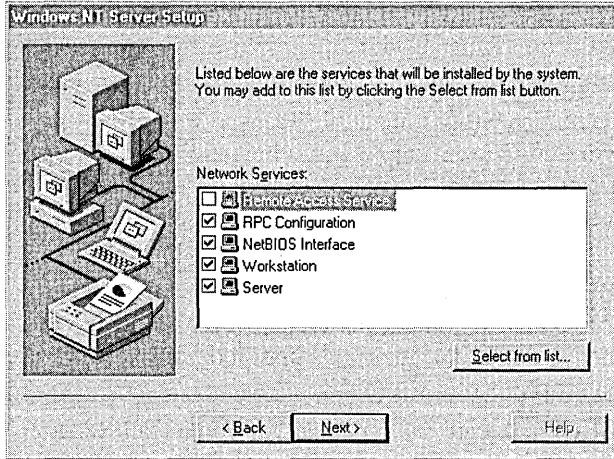 Windows NT Server Setup
Listed below are the services that will be installed by the system.
You may add to this list by clicking the Select from list button.
Network Services:
Remote Access Service
RPC Configuration
NetBIOS Interface
Workstation
Server
Select from list...
< Back
Next >
Help